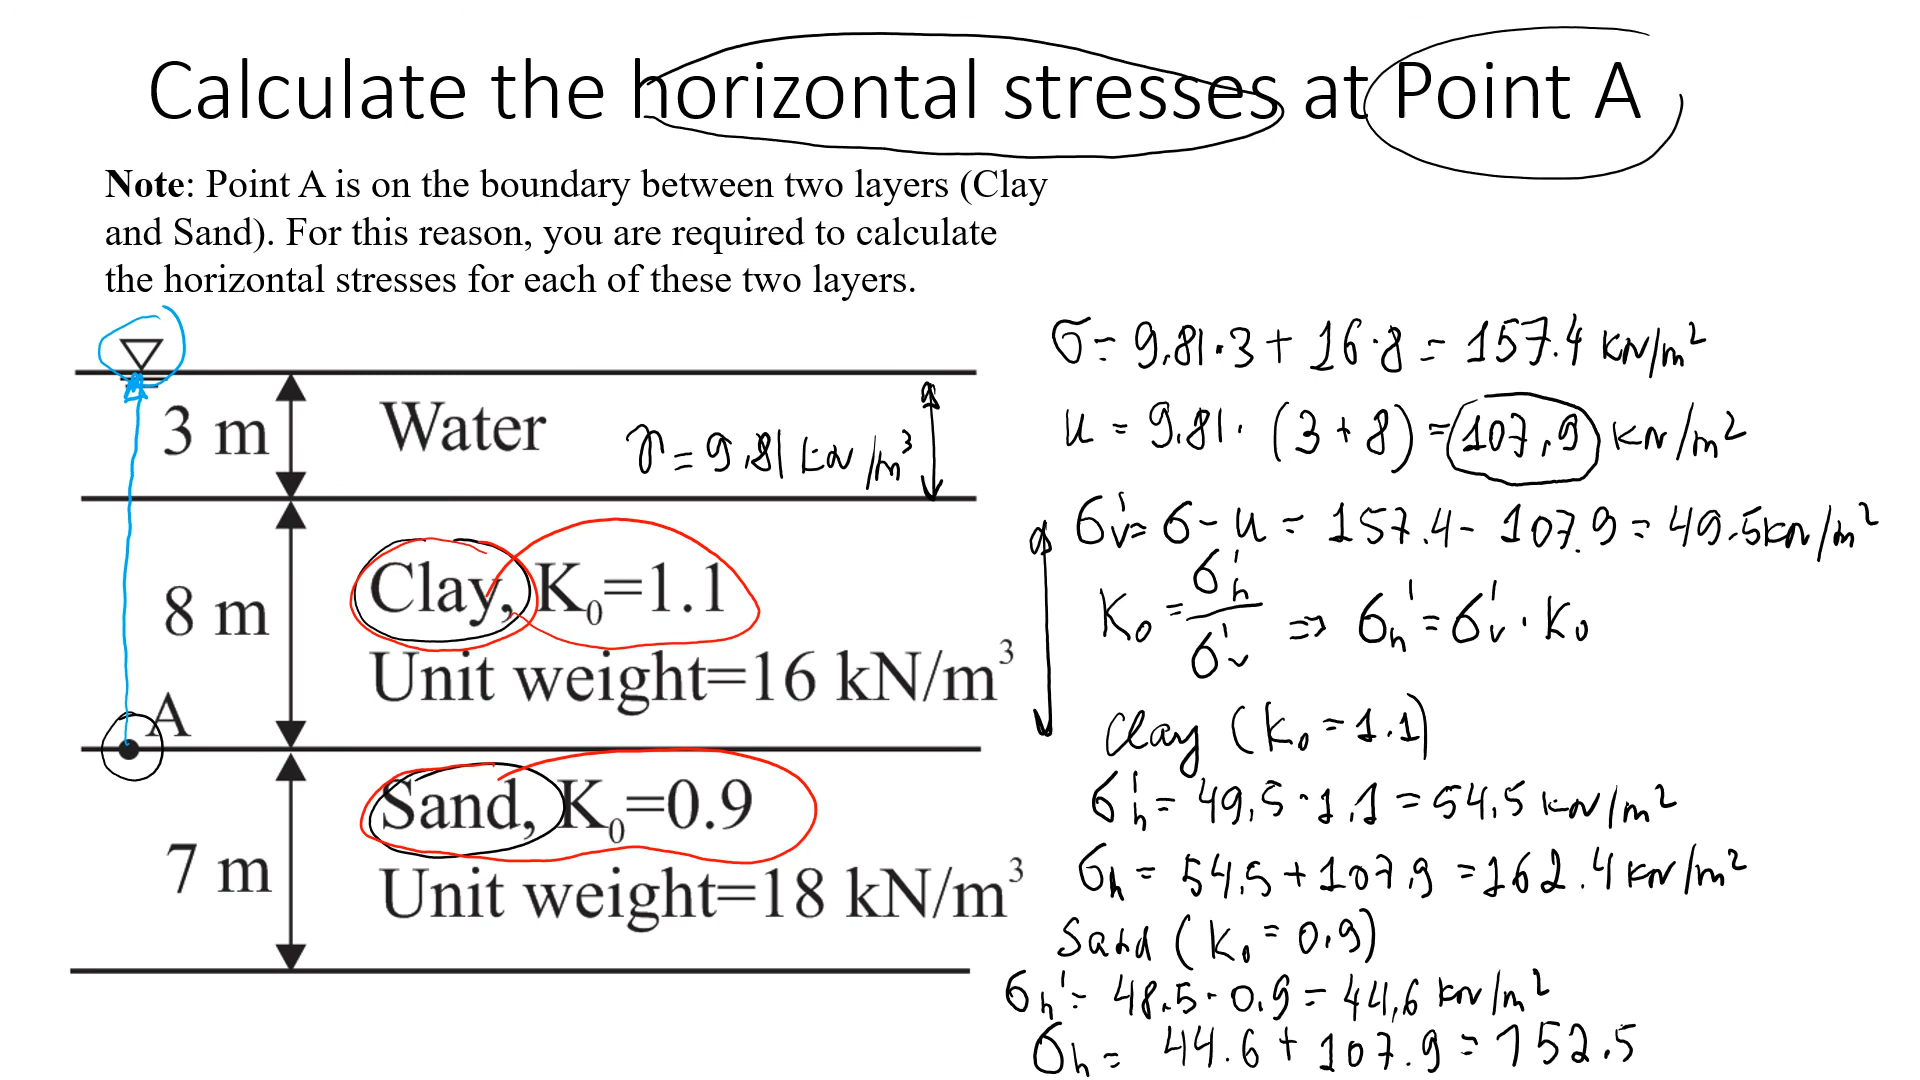 Calculate the horizontal stresses at Point A
Note: Point A is on the boundary between two layers (Clay
and Sand). For this reason, you are required to calculate
the horizontal stresses for each of these two layers.
3 m
Water
γ=9.81 kN/m³
8 m
Clay, K₀=1.1
Unit weight=16 kN/m³
A
Sand, K₀=0.9
7 m
Unit weight=18 kN/m³
σ= 9.81·3 + 16·8 = 157.4 kN/m²
u = 9.81· (3+8) = 107,9 kN/m²
σᵥ'= σ - u = 157.4 - 107.9 = 49.5 kN/m²
K₀ = σₕ'/σᵥ' ⇒ σₕ' = σᵥ' · K₀
Clay (K₀ = 1.1)
σₕ' = 49,5·1,1 = 54,5 kN/m²
σₕ = 54,5 + 107,9 = 162.4 kN/m²
Sand (K₀ = 0,9)
σₕ' = 48.5·0.9 = 44,6 kN/m²
σₕ = 44.6 + 107.9 = 152.5